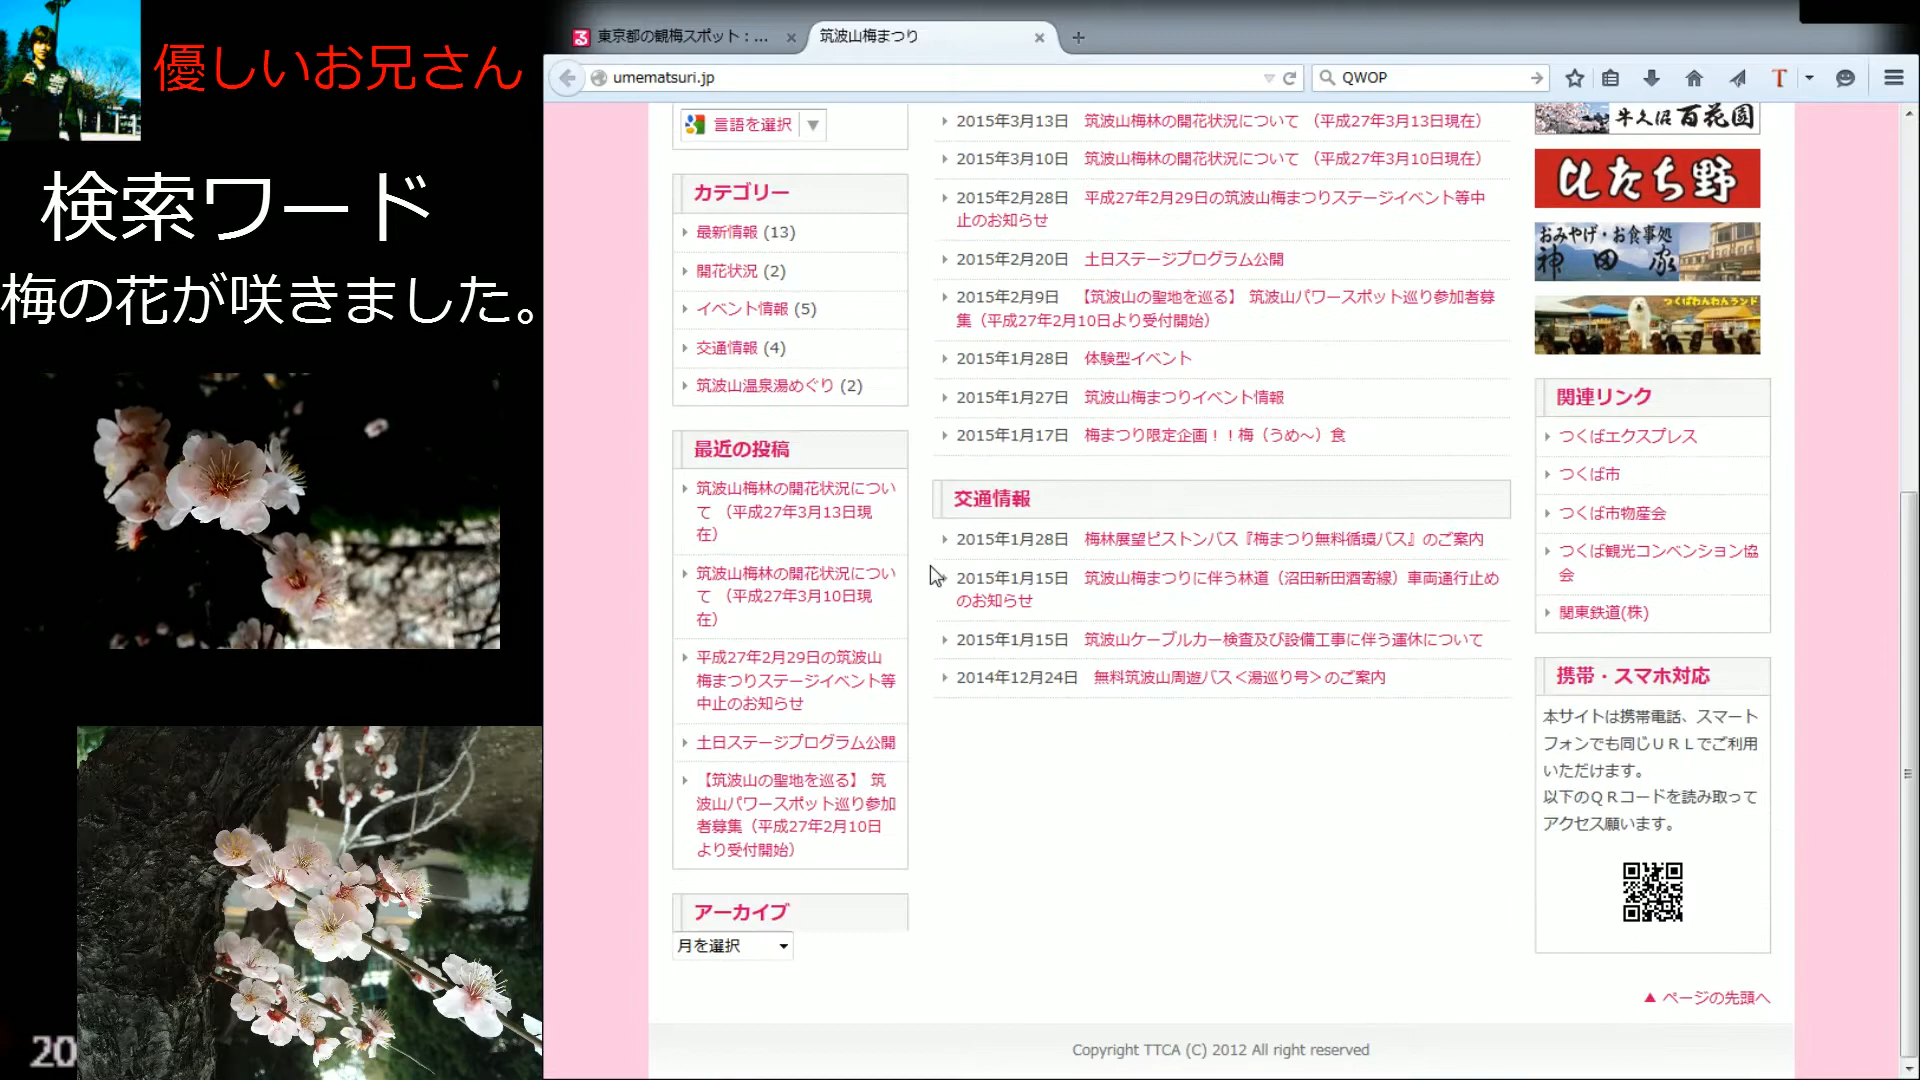 優しいお兄さん
検索ワード
梅の花が咲きました。
20
東京都の観梅スポット：...
筑波山梅まつり
umematsuri.jp
QWOP
言語を選択
カテゴリー
最新情報 (13)
開花状況 (2)
イベント情報 (5)
交通情報 (4)
筑波山温泉湯めぐり (2)
最近の投稿
筑波山梅林の開花状況につい
て （平成27年3月13日現
在）
筑波山梅林の開花状況につい
て （平成27年3月10日現
在）
平成27年2月29日の筑波山
梅まつりステージイベント等
中止のお知らせ
土日ステージプログラム公開
【筑波山の聖地を巡る】 筑
波山パワースポット巡り参加
者募集（平成27年2月10日
より受付開始）
アーカイブ
月を選択
2015年3月13日 筑波山梅林の開花状況について （平成27年3月13日現在）
2015年3月10日 筑波山梅林の開花状況について （平成27年3月10日現在）
2015年2月28日 平成27年2月29日の筑波山梅まつりステージイベント等中
止のお知らせ
2015年2月20日 土日ステージプログラム公開
2015年2月9日 【筑波山の聖地を巡る】 筑波山パワースポット巡り参加者募
集（平成27年2月10日より受付開始）
2015年1月28日 体験型イベント
2015年1月27日 筑波山梅まつりイベント情報
2015年1月17日 梅まつり限定企画！！梅（うめ～）食
交通情報
2015年1月28日 梅林展望ピストンバス『梅まつり無料循環バス』のご案内
2015年1月15日 筑波山梅まつりに伴う林道（沼田新田酒寄線）車両通行止め
のお知らせ
2015年1月15日 筑波山ケーブルカー検査及び設備工事に伴う運休について
2014年12月24日 無料筑波山周遊バス＜湯巡り号＞のご案内
牛久沼 百花園
ひたち野
おみやげ・お食事処
神田家
つくばわんわんランド
関連リンク
つくばエクスプレス
つくば市
つくば市物産会
つくば観光コンベンション協
会
関東鉄道(株)
携帯・スマホ対応
本サイトは携帯電話、スマート
フォンでも同じＵＲＬでご利用
いただけます。
以下のＱＲコードを読み取って
アクセス願います。
▲ ページの先頭へ
Copyright TTCA (C) 2012 All right reserved